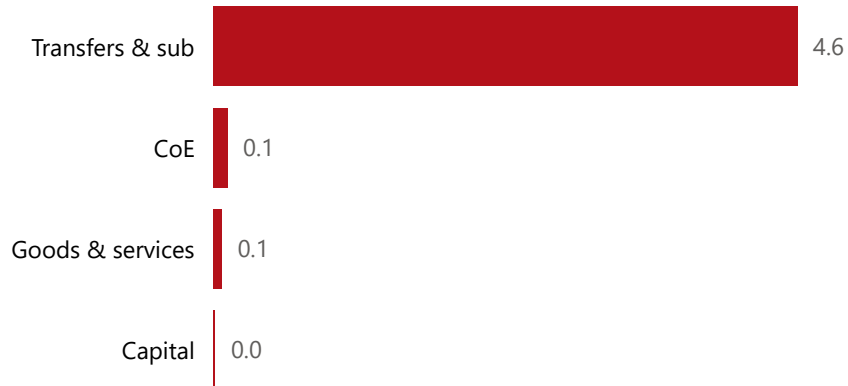 Transfers & sub 4.6
CoE 0.1
Goods & services 0.1
Capital 0.0